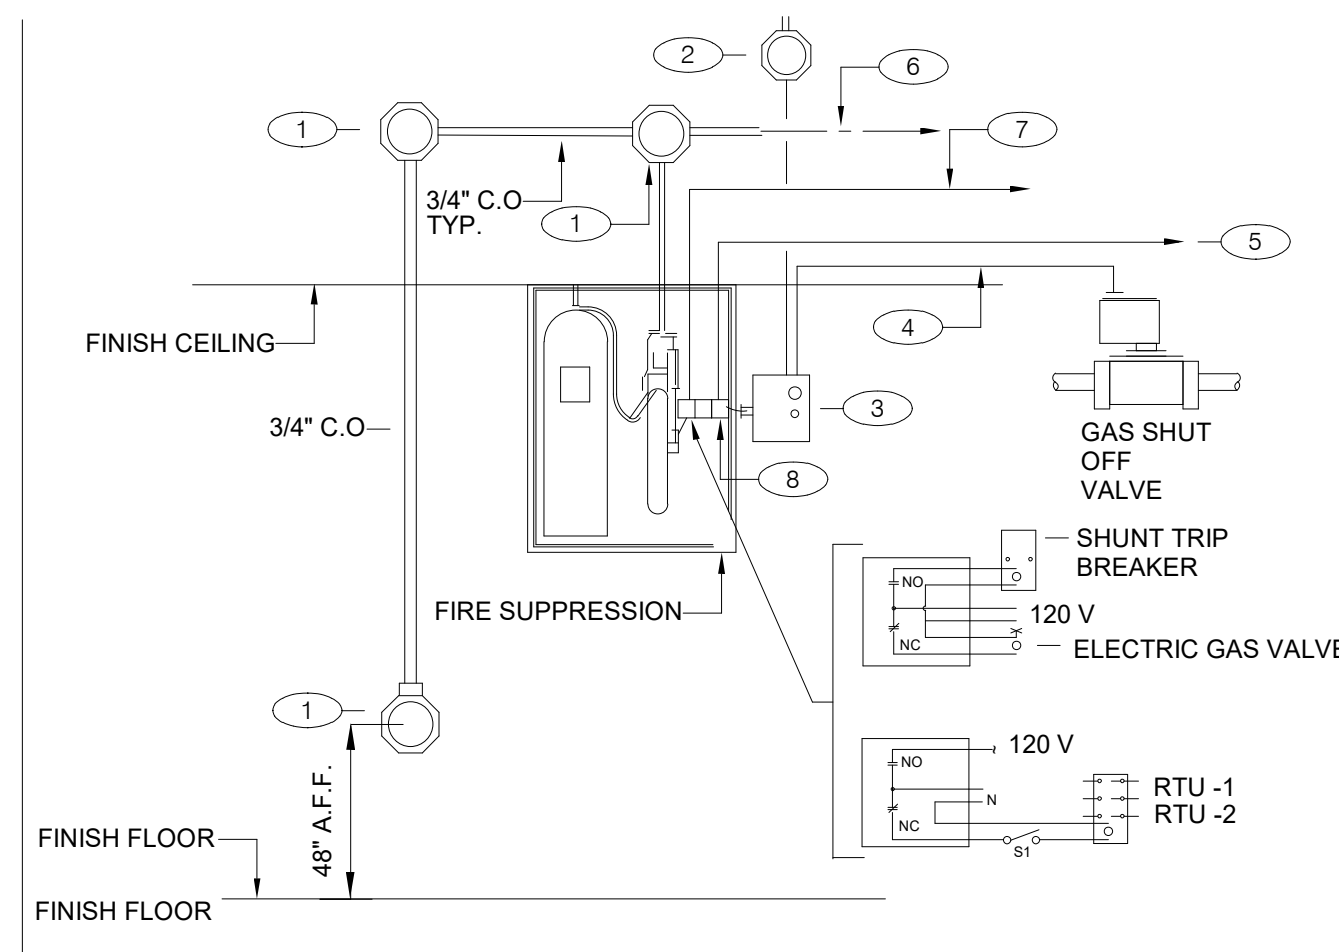 2
6
1
7
3/4" C.O
TYP.
1
5
4
FINISH CEILING
3
3/4" C.O
GAS SHUT
OFF
VALVE
8
SHUNT TRIP
BREAKER
NO
FIRE SUPPRESSION
120 V
NC
ELECTRIC GAS VALVE
1
120 V
NO
48" A.F.F.
RTU -1
N
RTU -2
NC
S1
FINISH FLOOR
FINISH FLOOR